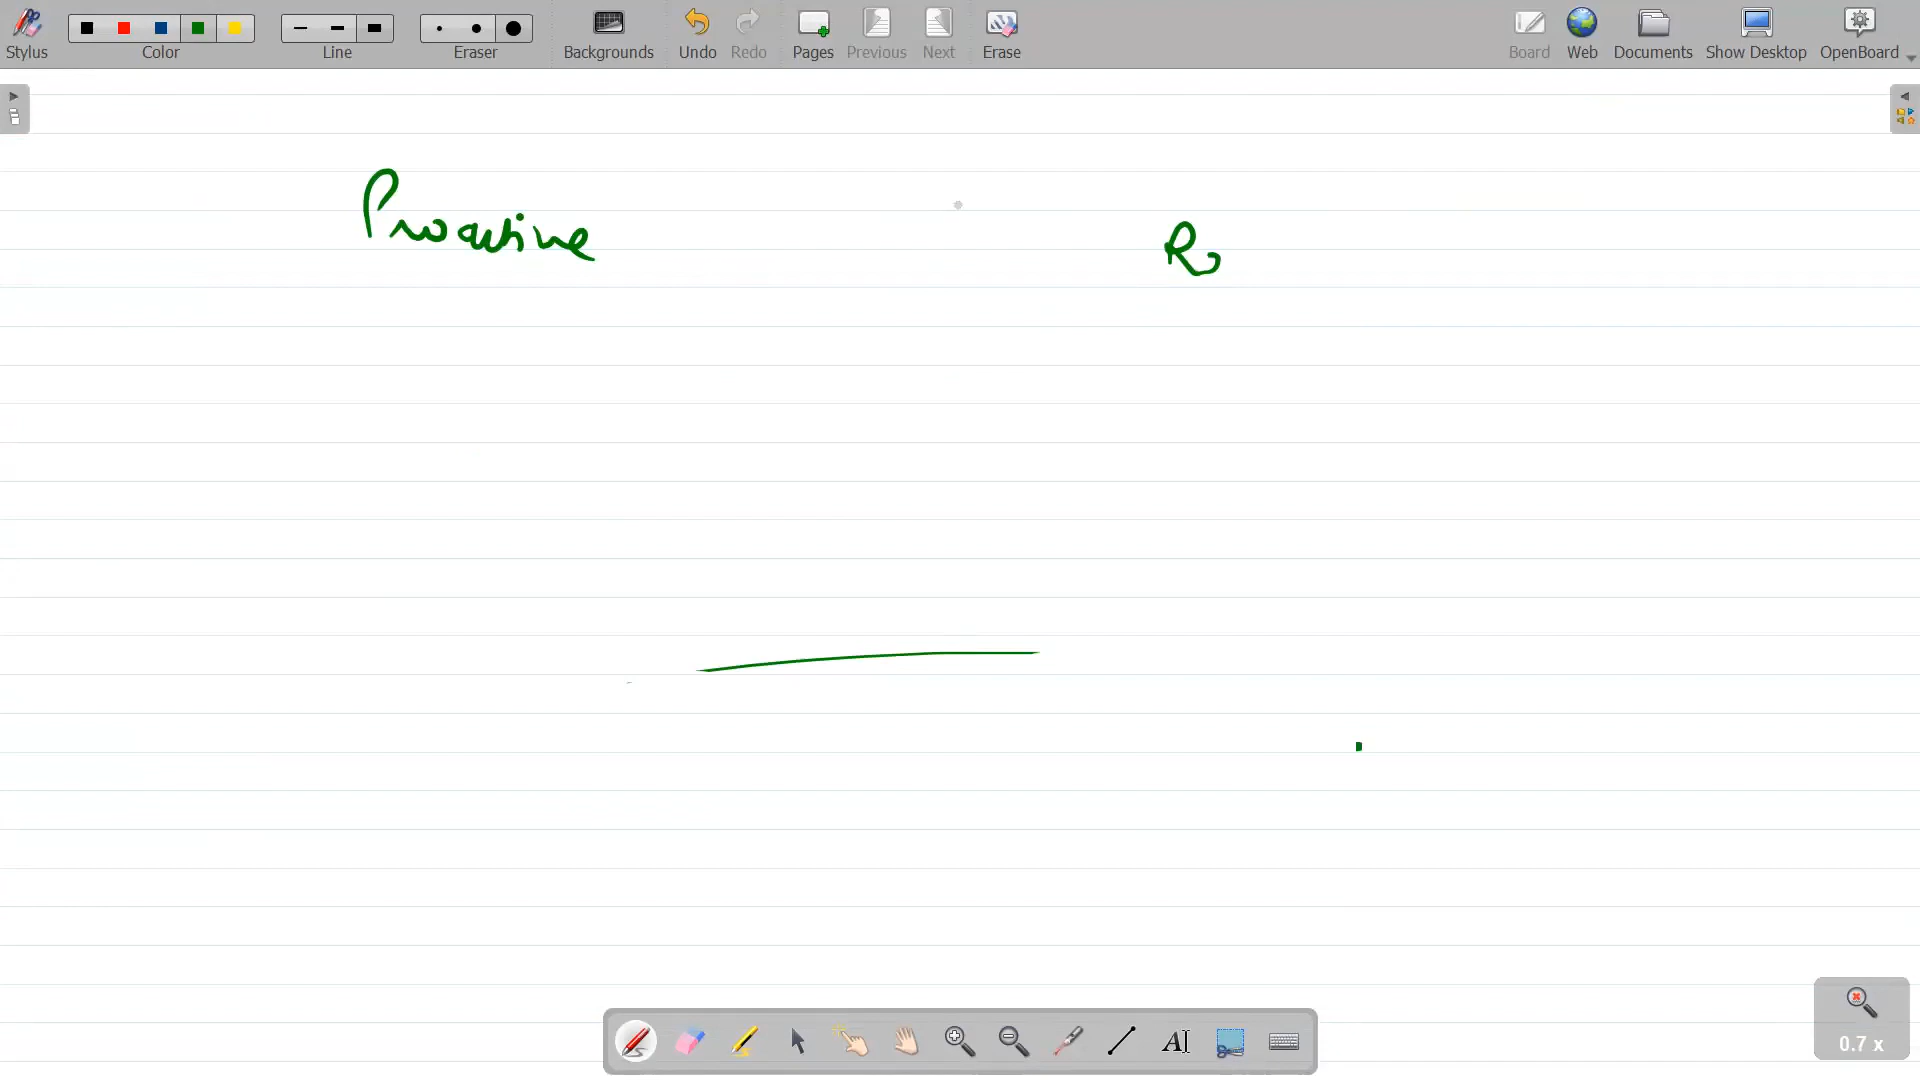 Stylus Color Line Eraser Backgrounds Undo Redo Pages Previous Next Erase Board Web Documents Show Desktop OpenBoard
Proactive
R
0.7 x